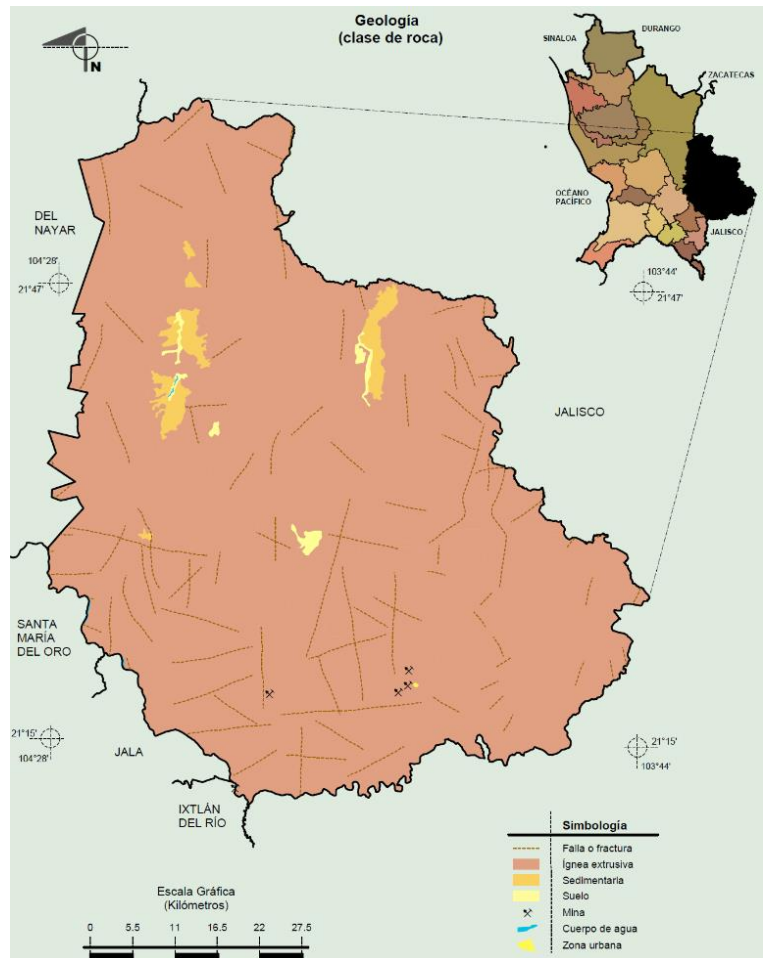 Geología
(clase de roca)
N
SINALOA
DURANGO
ZACATECAS
OCÉANO
PACÍFICO
JALISCO
DEL
NAYAR
104°28'
21°47'
103°44'
21°47'
JALISCO
SANTA
MARÍA
DEL ORO
21°15'
104°28'
JALA
21°15'
103°44'
IXTLÁN
DEL RÍO
Simbología
Falla o fractura
Ígnea extrusiva
Sedimentaria
Suelo
Mina
Cuerpo de agua
Zona urbana
Escala Gráfica
(Kilómetros)
0 5.5 11 16.5 22 27.5